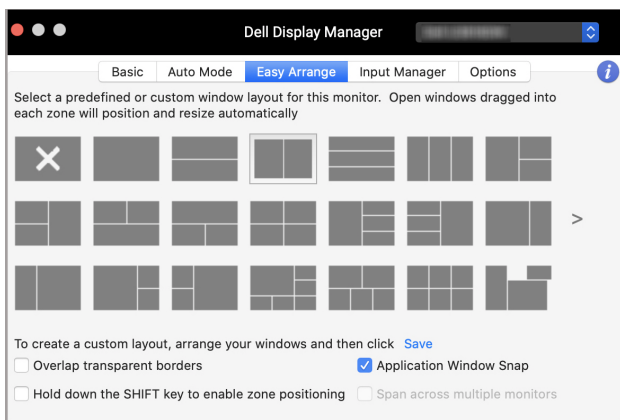 Dell Display Manager
Basic
Auto Mode
Easy Arrange
Input Manager
Options
i
Select a predefined or custom window layout for this monitor. Open windows dragged into
each zone will position and resize automatically
>
To create a custom layout, arrange your windows and then click Save
Overlap transparent borders
Application Window Snap
Hold down the SHIFT key to enable zone positioning
Span across multiple monitors